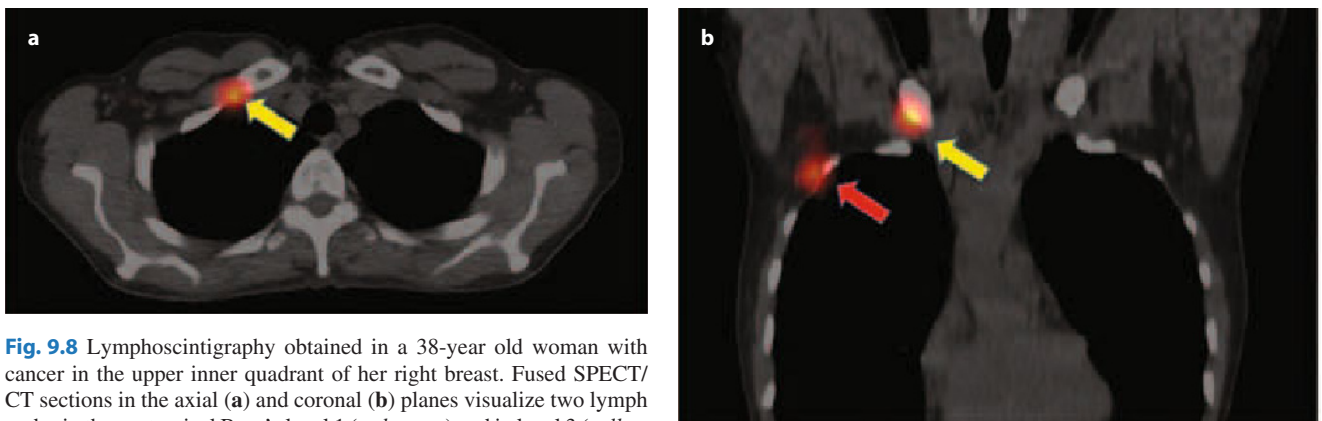 a
b
Fig. 9.8 Lymphoscintigraphy obtained in a 38-year old woman with
cancer in the upper inner quadrant of her right breast. Fused SPECT/
CT sections in the axial (a) and coronal (b) planes visualize two lymph